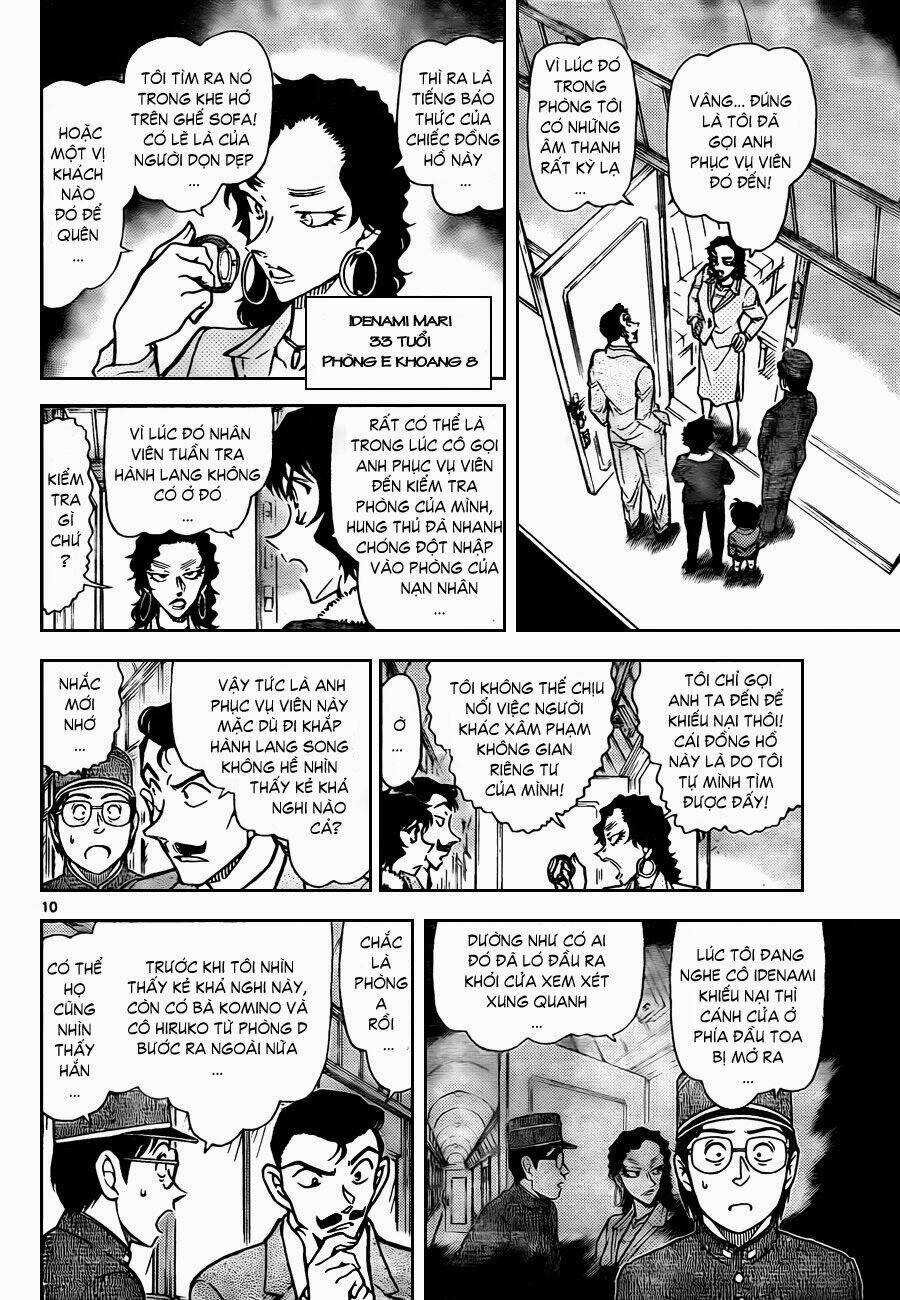 VÂNG... ĐÚNG
LÀ TÔI ĐÃ
GỌI ANH
PHỤC VỤ VIÊN
ĐÓ ĐẾN!
VÌ LÚC ĐÓ
TRONG
PHÒNG TÔI
CÓ NHỮNG
ÂM THANH
RẤT KỲ LẠ
...
THÌ RA LÀ
TIẾNG BÁO
THỨC CỦA
CHIẾC ĐỒNG
HỒ NÀY
...
TÔI TÌM RA NÓ
TRONG KHE HỞ
TRÊN GHẾ SOFA!
CÓ LẼ LÀ CỦA
NGƯỜI DỌN DẸP
...
HOẶC
MỘT VỊ
KHÁCH
NÀO
ĐÓ ĐỂ
QUÊN
...
IDENAMI MARI
33 TUỔI
PHÒNG E KHOANG 8
RẤT CÓ THỂ LÀ
TRONG LÚC CÔ GỌI
ANH PHỤC VỤ VIÊN
ĐẾN KIỂM TRA
PHÒNG CỦA MÌNH,
HUNG THỦ ĐÃ NHANH
CHÓNG ĐỘT NHẬP
VÀO PHÒNG CỦA
NẠN NHÂN
...
VÌ LÚC ĐÓ NHÂN
VIÊN TUẦN TRA
HÀNH LANG KHÔNG
CÓ Ở ĐÓ ...
KIỂM
TRA
GÌ
CHỨ
?
TÔI CHỈ GỌI
ANH TA ĐẾN ĐỂ
KHIẾU NẠI THÔI!
CÁI ĐỒNG HỒ
NÀY LÀ DO TÔI
TỰ MÌNH TÌM
ĐƯỢC ĐẤY!
TÔI KHÔNG THỂ CHỊU
NỔI VIỆC NGƯỜI
KHÁC XÂM PHẠM
KHÔNG GIAN
RIÊNG TƯ
CỦA MÌNH!
Ờ
...
VẬY TỨC LÀ ANH
PHỤC VỤ VIÊN NÀY
MẶC DÙ ĐI KHẮP
HÀNH LANG SONG
KHÔNG HỀ NHÌN
THẤY KẺ KHẢ
NGHI NÀO
CẢ?
NHẮC
MỚI
NHỚ
...
10
LÚC TÔI ĐANG
NGHE CÔ IDENAMI
KHIẾU NẠI THÌ
CÁNH CỬA Ở
PHÍA ĐẦU TOA
BỊ MỞ RA
...
DƯỜNG NHƯ CÓ AI
ĐÓ ĐÃ LÓ ĐẦU RA
KHỎI CỬA XEM XÉT
XUNG QUANH
...
CHẮC
LÀ
PHÒNG
A
RỒI
...
TRƯỚC KHI TÔI NHÌN
THẤY KẺ KHẢ NGHI NÀY,
CÒN CÓ BÀ KOMINO VÀ
CÔ HIRUKO TỪ PHÒNG D
BƯỚC RA NGOÀI NỮA
...
CÓ THỂ
HỌ
CŨNG
NHÌN
THẤY
HẮN
...